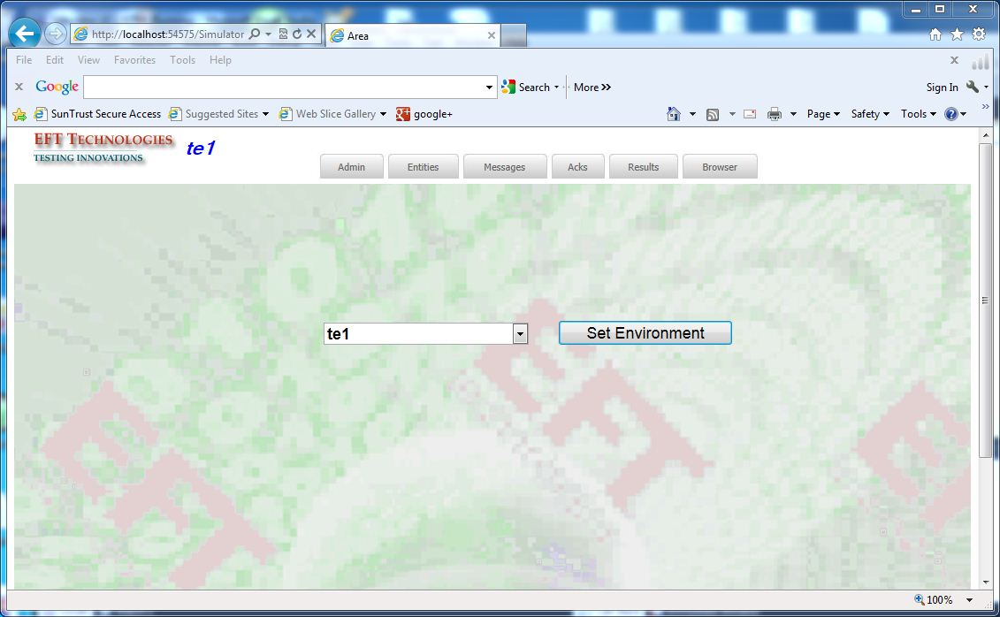 http://localhost:54575/Simulator
Area
File Edit View Favorites Tools Help
x Google Search More »
Sign In
SunTrust Secure Access Suggested Sites Web Slice Gallery google+
Page Safety Tools
EFT TECHNOLOGIES
TESTING INNOVATIONS
te1
Admin Entities Messages Acks Results Browser
te1 Set Environment
EFT
EFT
E
100%